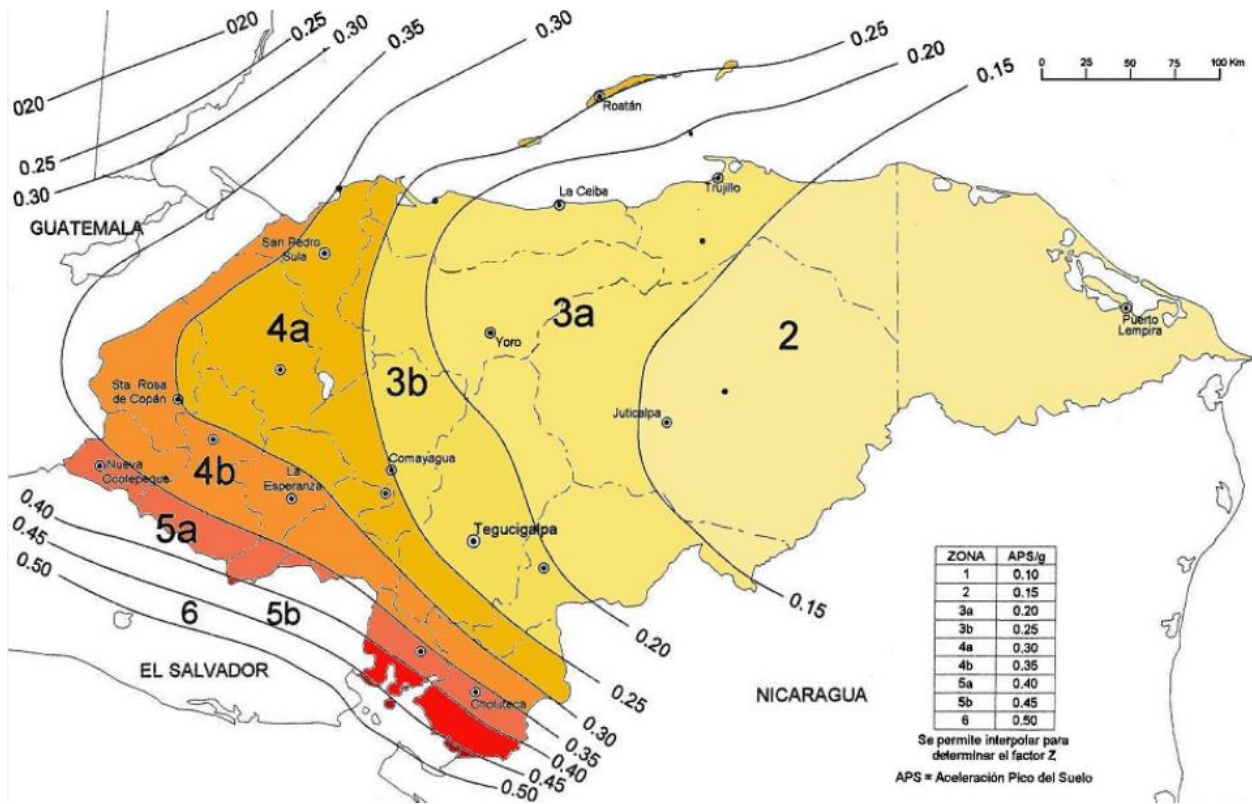 020
0.25
0.30
0.35
0.30
0.25
0.20
0.15
0 25 50 75 100 Km
020
0.25
0.30
GUATEMALA
Roatán
La Ceiba
Trujillo
San Pedro
Sula
4a
3a
2
Puerto
Lempira
Yoro
3b
Sta. Rosa
de Copán
Juticalpa
Nueva
Ocotepeque
4b
La
Esperanza
Comayagua
5a
Tegucigalpa
0.40
0.45
0.50
6
5b
EL SALVADOR
Choluteca
0.15
0.20
0.25
0.30
0.35
0.40
0.45
0.50
NICARAGUA
ZONA APS/g
1 0.10
2 0.15
3a 0.20
3b 0.25
4a 0.30
4b 0.35
5a 0.40
5b 0.45
6 0.50
Se permite interpolar para
determinar el factor Z
APS = Aceleración Pico del Suelo